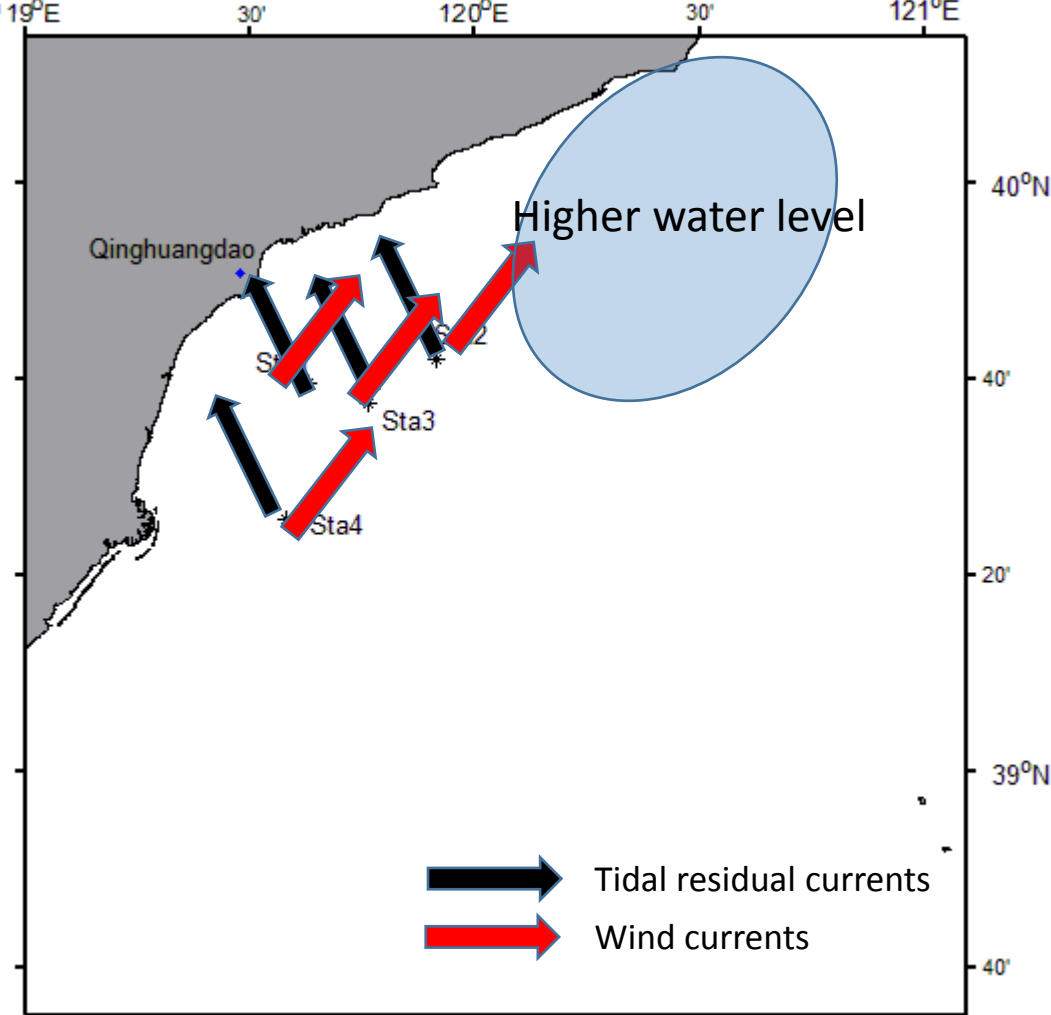 19°E 30' 120°E 30' 121°E
40°N
Higher water level
Qinghuangdao
40'
Sta3
Sta4
20'
39°N
Tidal residual currents
Wind currents
40'